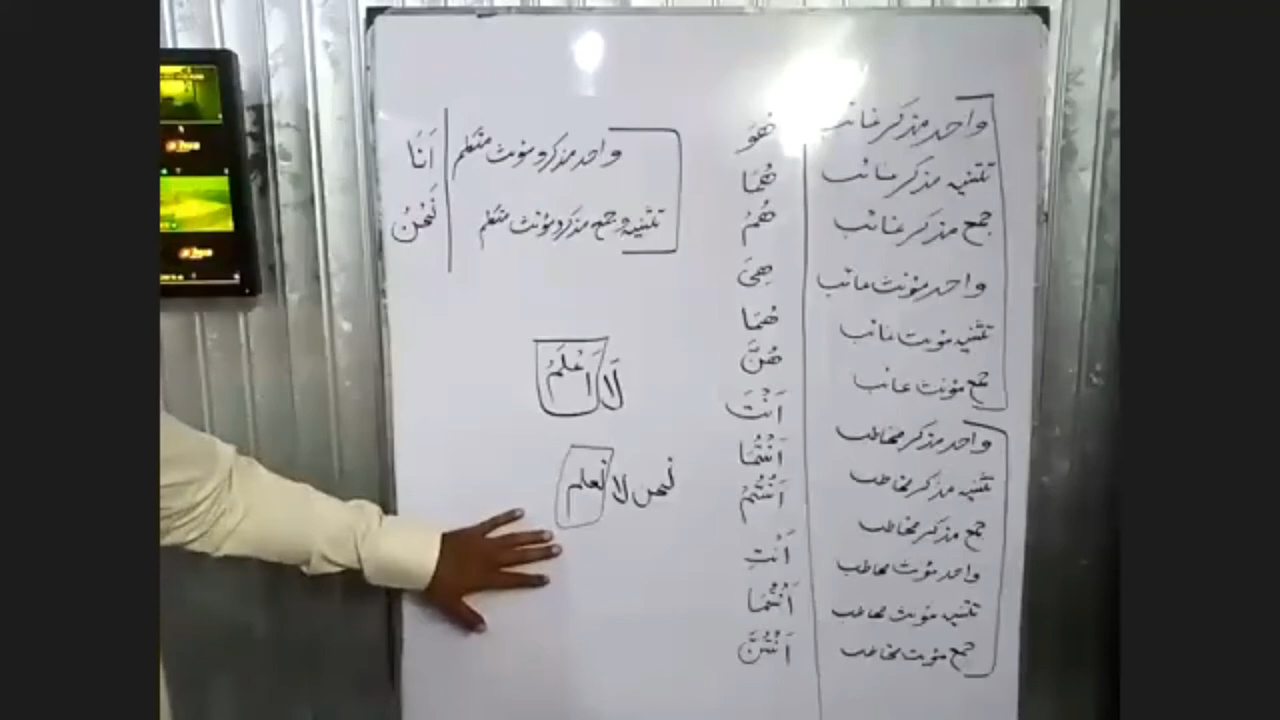 واحد مذکر غائب هُوَ
تثنیہ مذکر غائب هُمَا
جمع مذکر غائب هُمْ
واحد مؤنث غائب هِیَ
تثنیہ مؤنث غائب هُمَا
جمع مؤنث غائب هُنَّ
واحد مذکر مخاطب اَنْتَ
تثنیہ مذکر مخاطب اَنْتُمَا
جمع مذکر مخاطب اَنْتُمْ
واحد مؤنث مخاطب اَنْتِ
تثنیہ مؤنث مخاطب اَنْتُمَا
جمع مؤنث مخاطب اَنْتُنَّ
واحد مذکر و مؤنث متکلم اَنَا
تثنیہ و جمع مذکر و مؤنث متکلم نَحْنُ
لَا اَعْلَمُ
نحن لا نعلم